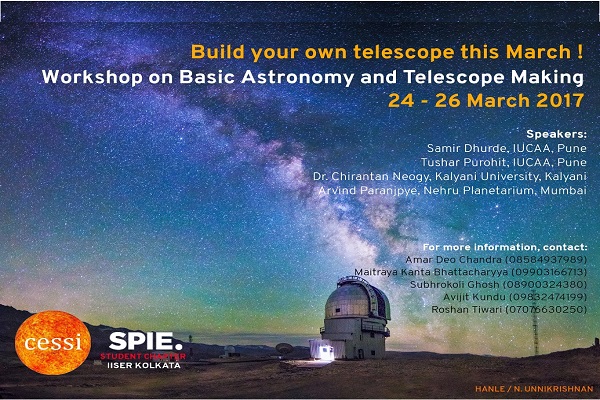 Build your own telescope this March !
Workshop on Basic Astronomy and Telescope Making
24 - 26 March 2017
Speakers:
Samir Dhurde, IUCAA, Pune
Tushar Purohit, IUCAA, Pune
Dr. Chirantan Neogy, Kalyani University, Kalyani
Arvind Paranjpye, Nehru Planetarium, Mumbai
For more information, contact:
Amar Deo Chandra (08584937989)
Maitraya Kanta Bhattacharyya (09903166713)
Subhrokoli Ghosh (08900324380)
Avijit Kundu (09832474199)
Roshan Tiwari (07076630250)
cessi
SPIE.
STUDENT CHAPTER
IISER KOLKATA
HANLE / N. UNNIKRISHNAN